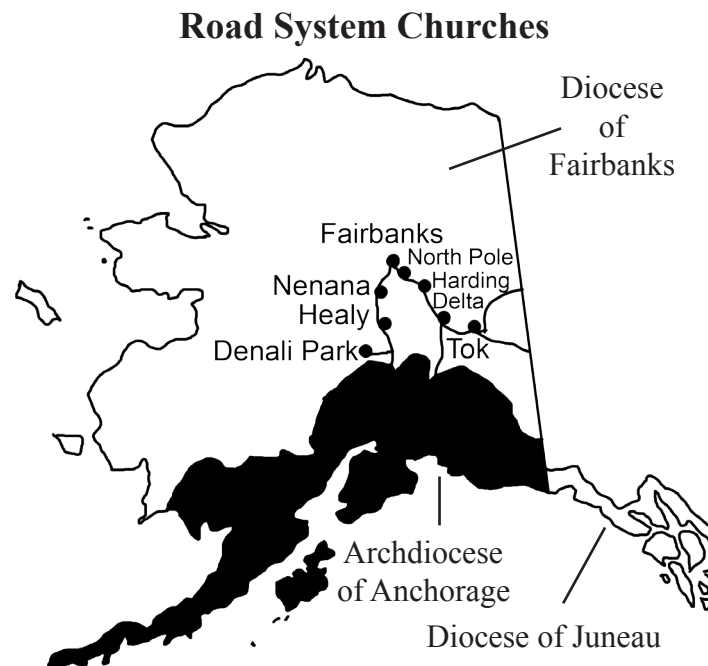 Road System Churches
Diocese
of
Fairbanks
Fairbanks
North Pole
Harding
Nenana
Delta
Healy
Denali Park
Tok
Archdiocese
of Anchorage
Diocese of Juneau